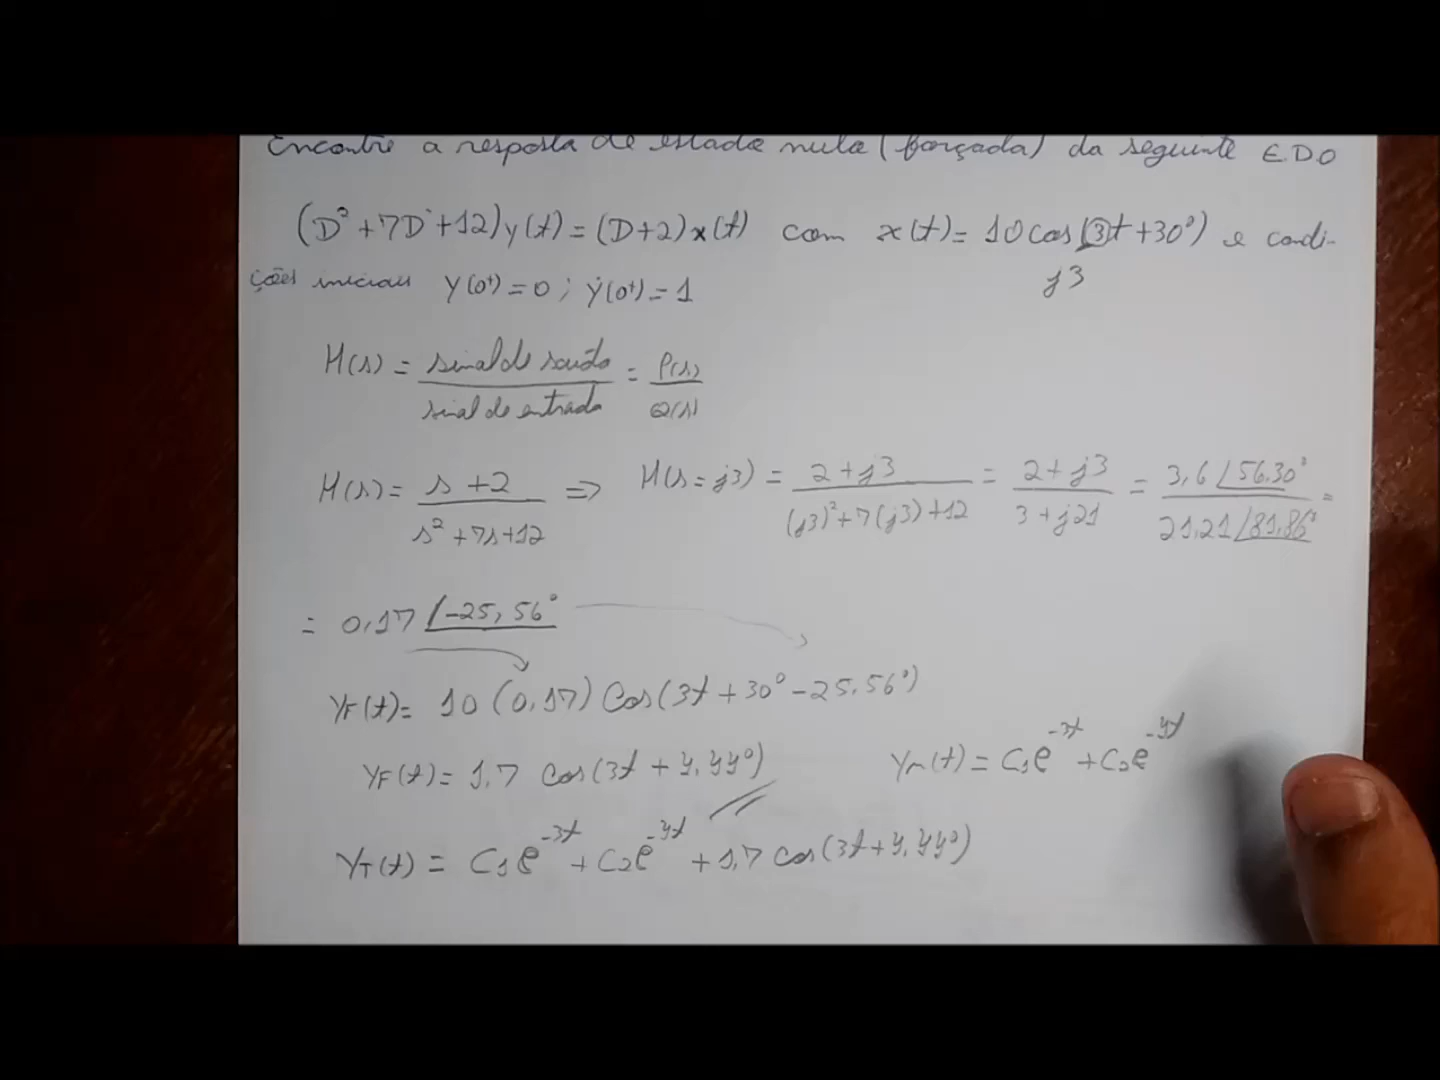 Encontre a resposta de estado nulo (forçada) da seguinte E.D.O
(D² + 7D + 12) y(t) = (D+2) x(t) com x(t) = 10 cos(3t + 30°) e condi-
j3
ções iniciais y(0⁺) = 0 ; ẏ(0⁺) = 1
H(s) = sinal de saída / sinal de entrada = P(s) / Q(s)
H(s) = s + 2 / s² + 7s + 12 => H(s = j3) = 2 + j3 / (j3)² + 7(j3) + 12 = 2 + j3 / 3 + j21 = 3,6 ∠56,30° / 21,21 ∠81,86° =
= 0,17 ∠-25,56°
YF(t) = 10 (0,17) Cos(3t + 30° - 25,56°)
YF(t) = 1,7 cos(3t + 4,44°) Yn(t) = C₁e^-3t + C₂e^-4t
YT(t) = C₁e^-3t + C₂e^-4t + 1,7 cos(3t + 4,44°)